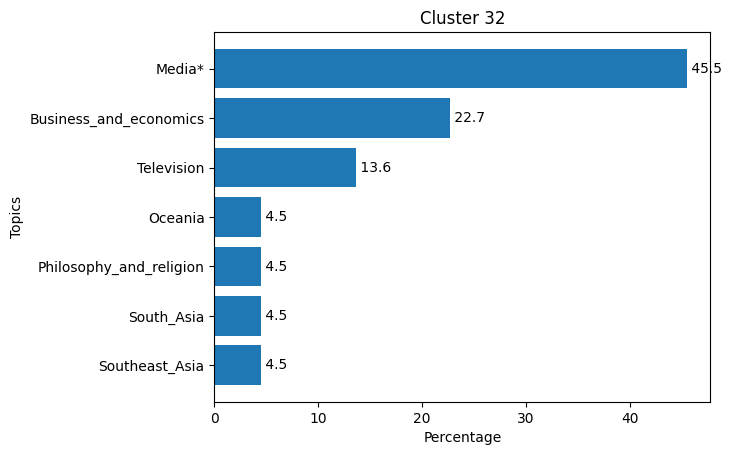 Cluster 32
Topics
Media* 45.5
Business_and_economics 22.7
Television 13.6
Oceania 4.5
Philosophy_and_religion 4.5
South_Asia 4.5
Southeast_Asia 4.5
0 10 20 30 40
Percentage